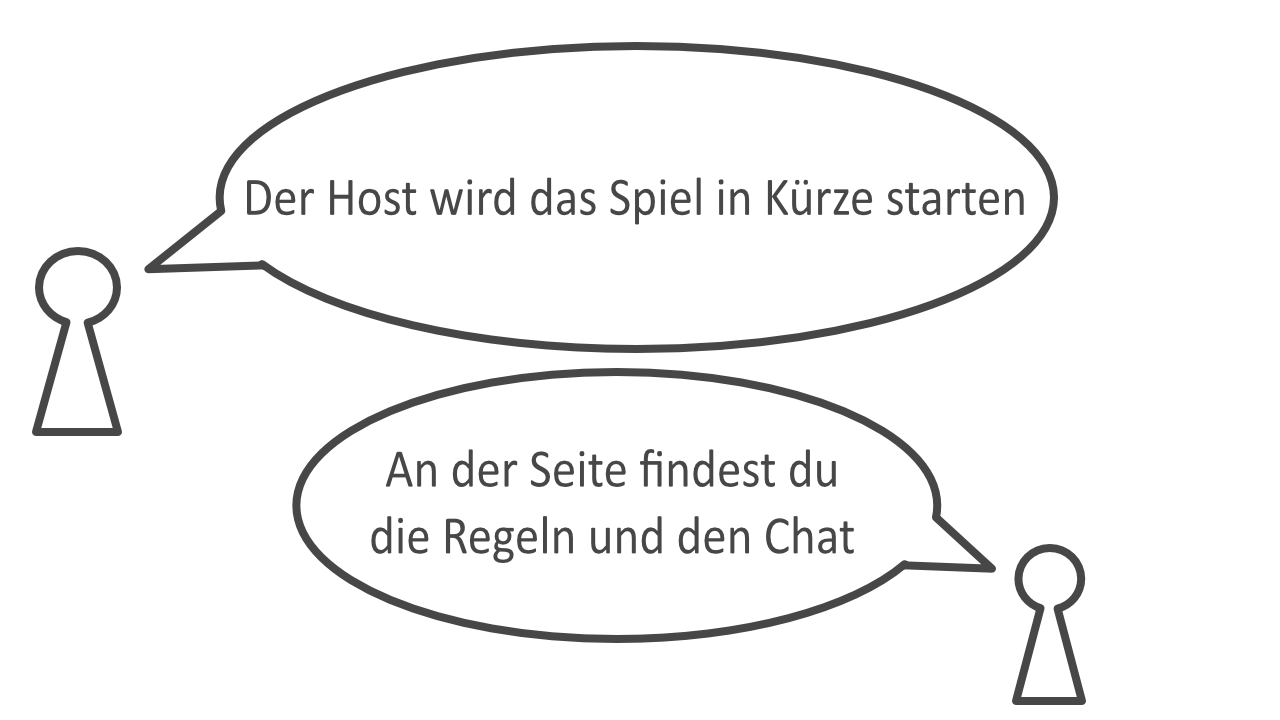 Der Host wird das Spiel in Kürze starten
An der Seite findest du
die Regeln und den Chat